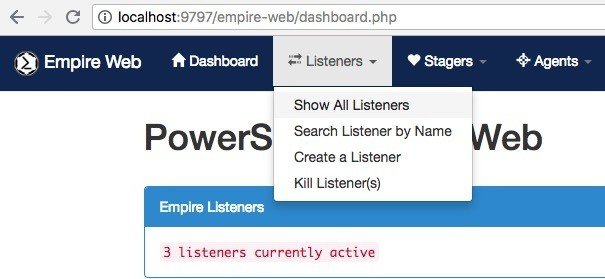 localhost:9797/empire-web/dashboard.php
Empire Web Dashboard Listeners Stagers Agents
Show All Listeners
Search Listener by Name
Create a Listener
Kill Listener(s)
PowerS Web
Empire Listeners
3 listeners currently active